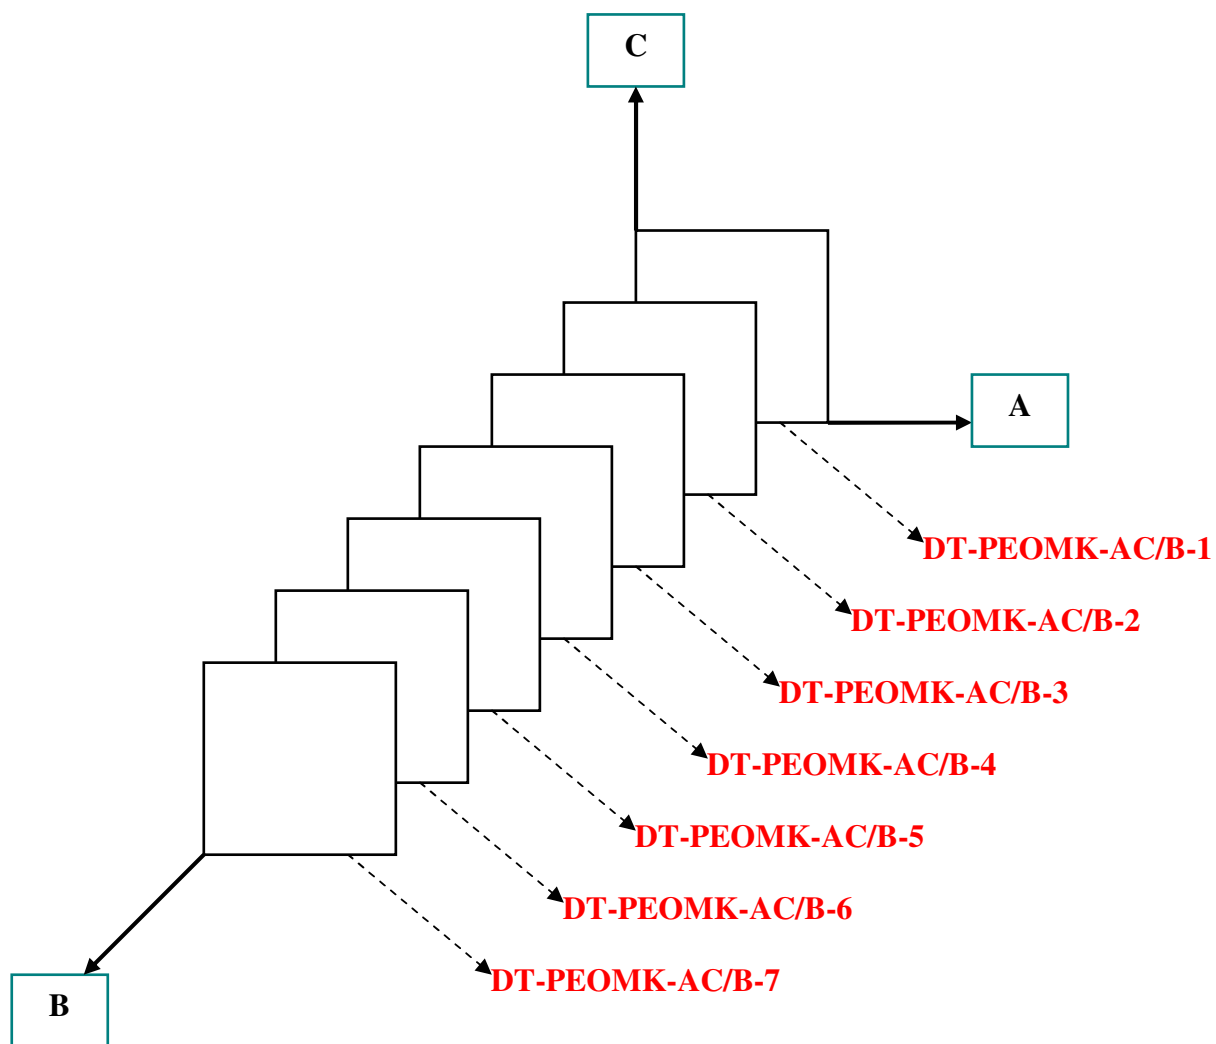 C
A
DT-PEOMK-AC/B-1
DT-PEOMK-AC/B-2
DT-PEOMK-AC/B-3
DT-PEOMK-AC/B-4
DT-PEOMK-AC/B-5
DT-PEOMK-AC/B-6
DT-PEOMK-AC/B-7
B